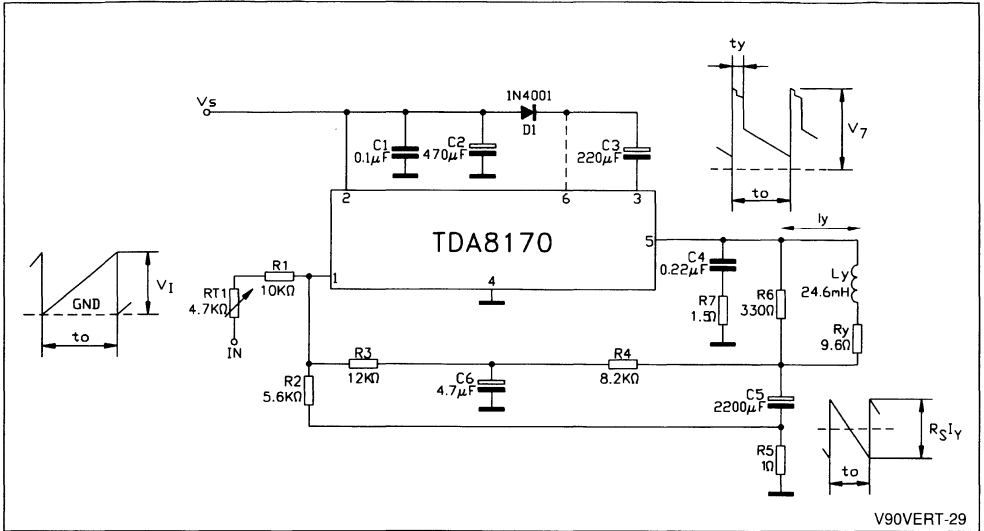 Vs
1N4001
D1
C1
0.1µF
C2
470µF
C3
220µF
2
6
3
TDA8170
1
4
5
ty
V7
to
Iy
C4
0.22µF
R7
1.5Ω
R6
330Ω
Ly
24.6mH
Ry
9.6Ω
VI
GND
to
RT1
4.7KΩ
IN
R1
10KΩ
R3
12KΩ
R2
5.6KΩ
C6
4.7µF
R4
8.2KΩ
C5
2200µF
R5
1Ω
RSIY
to
V90VERT-29